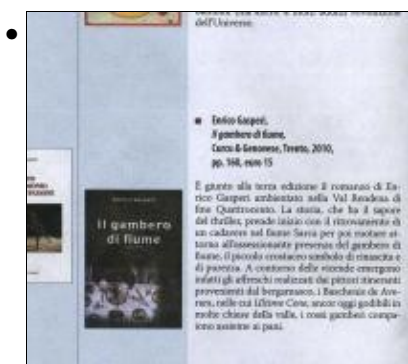 dell'Universo.
Enrico Gasperi,
Il gambero di fiume,
Curcu & Genovese, Trento, 2010,
pp. 160, euro 15
È giunto alla terza edizione il romanzo di En-
rico Gasperi ambientato nella Val Rendena di
fine Quattrocento. La storia, che ha il sapore
del thriller, prende inizio con il ritrovamento di
un cadavere nel fiume Sarca per poi ruotare at-
torno all'ossessionante presenza del gambero di
fiume, il piccolo crostaceo simbolo di rinascita e
di purezza. A contorno delle vicende emergono
infatti gli affreschi realizzati dai pittori itineranti
provenienti dal bergamasco, i Baschenis de Ave-
rara, nelle cui Ultime Cene, ancor oggi godibili in
molte chiese della valle, i rossi gamberi compa-
iono assieme ai pani.
il gambero
di fiume